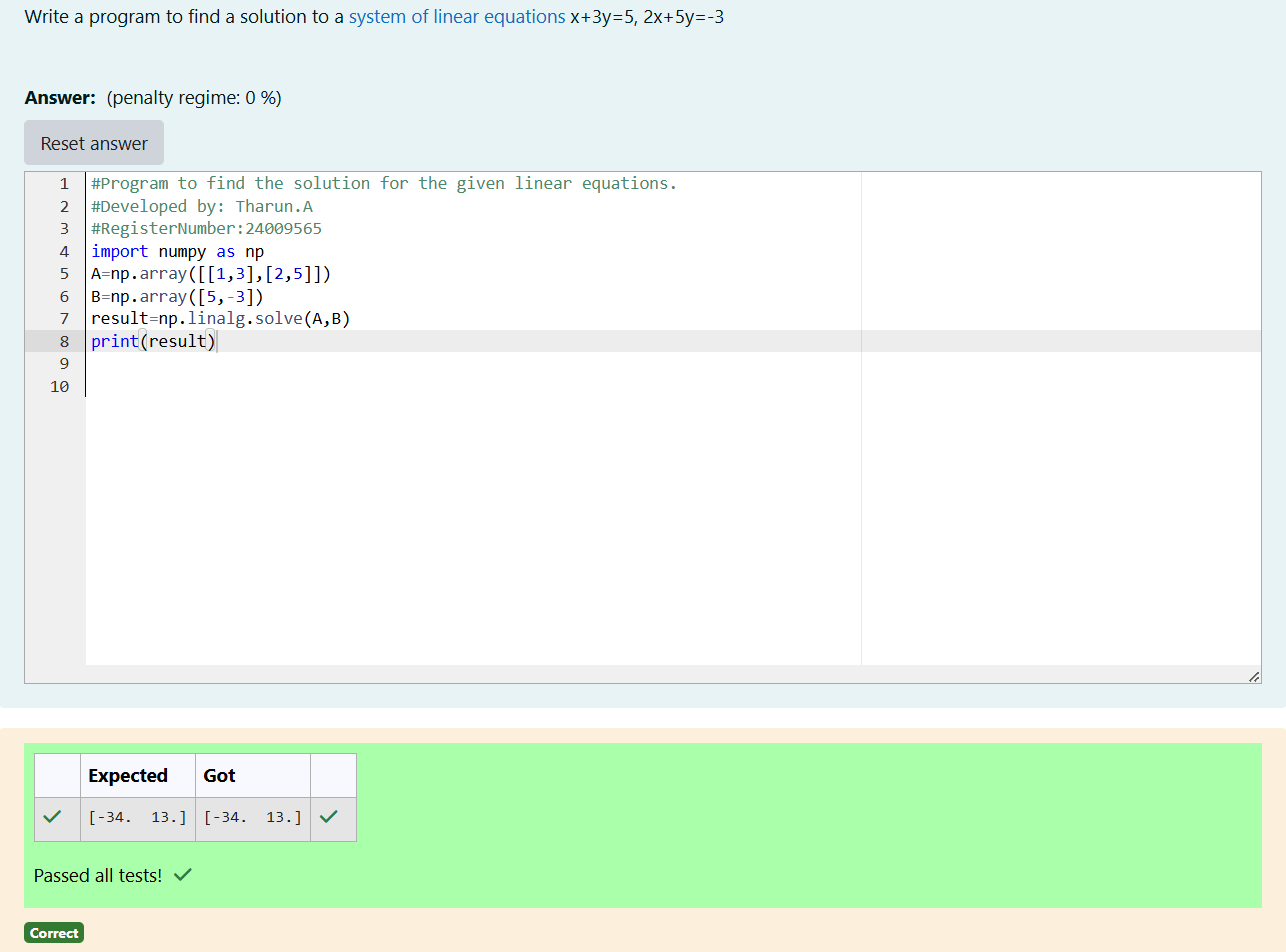 Write a program to find a solution to a system of linear equations x+3y=5, 2x+5y=-3
Answer: (penalty regime: 0 %)
Reset answer
1 #Program to find the solution for the given linear equations.
2 #Developed by: Tharun.A
3 #RegisterNumber:24009565
4 import numpy as np
5 A=np.array([[1,3],[2,5]])
6 B=np.array([5,-3])
7 result=np.linalg.solve(A,B)
8 print(result)
9
10
Expected Got
[-34.  13.] [-34.  13.]
Passed all tests!
Correct